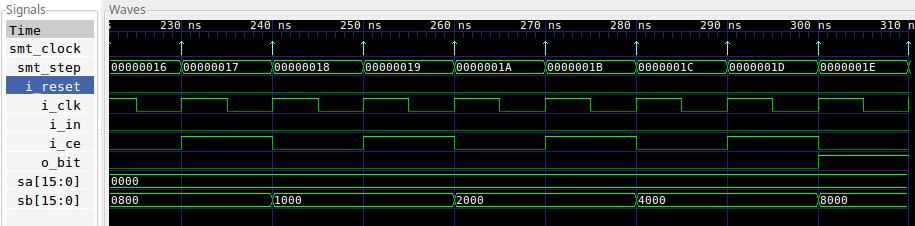 Signals
Waves
Time
230 ns 240 ns 250 ns 260 ns 270 ns 280 ns 290 ns 300 ns 310 n
smt_clock
smt_step 00000016 00000017 00000018 00000019 0000001A 0000001B 0000001C 0000001D 0000001E
i_reset
i_clk
i_in
i_ce
o_bit
sa[15:0] 0000
sb[15:0] 0800 1000 2000 4000 8000